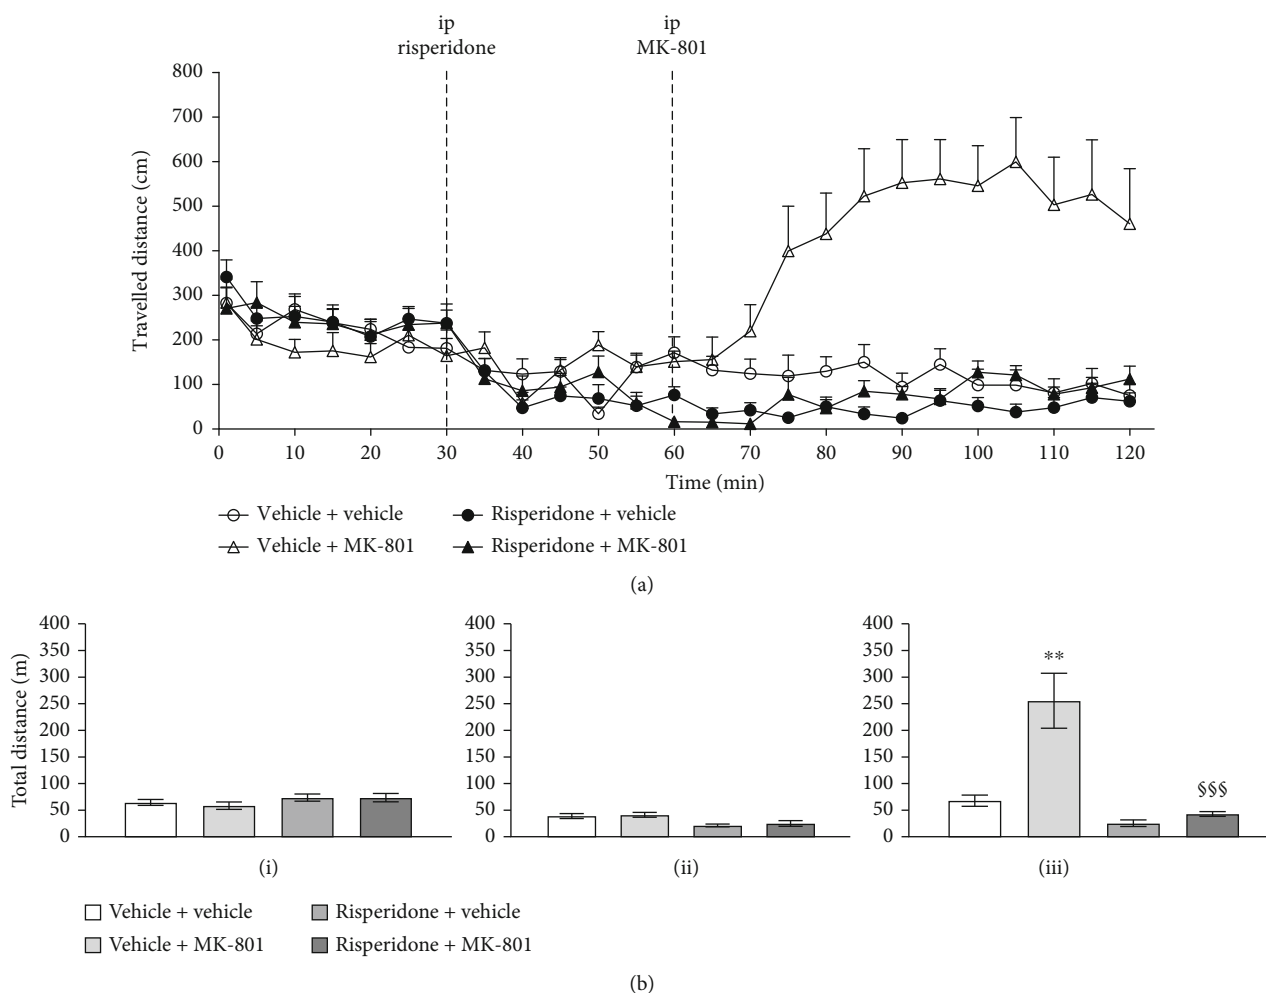 ip
risperidone
ip
MK-801
Travelled distance (cm)
800
700
600
500
400
300
200
100
0
0 10 20 30 40 50 60 70 80 90 100 110 120
Time (min)
Vehicle + vehicle
Risperidone + vehicle
Vehicle + MK-801
Risperidone + MK-801
(a)
Total distance (m)
400
350
300
250
200
150
100
50
0
(i)
400
350
300
250
200
150
100
50
0
(ii)
400
350
300
250
200
150
100
50
0
**
§§§
(iii)
Vehicle + vehicle
Risperidone + vehicle
Vehicle + MK-801
Risperidone + MK-801
(b)